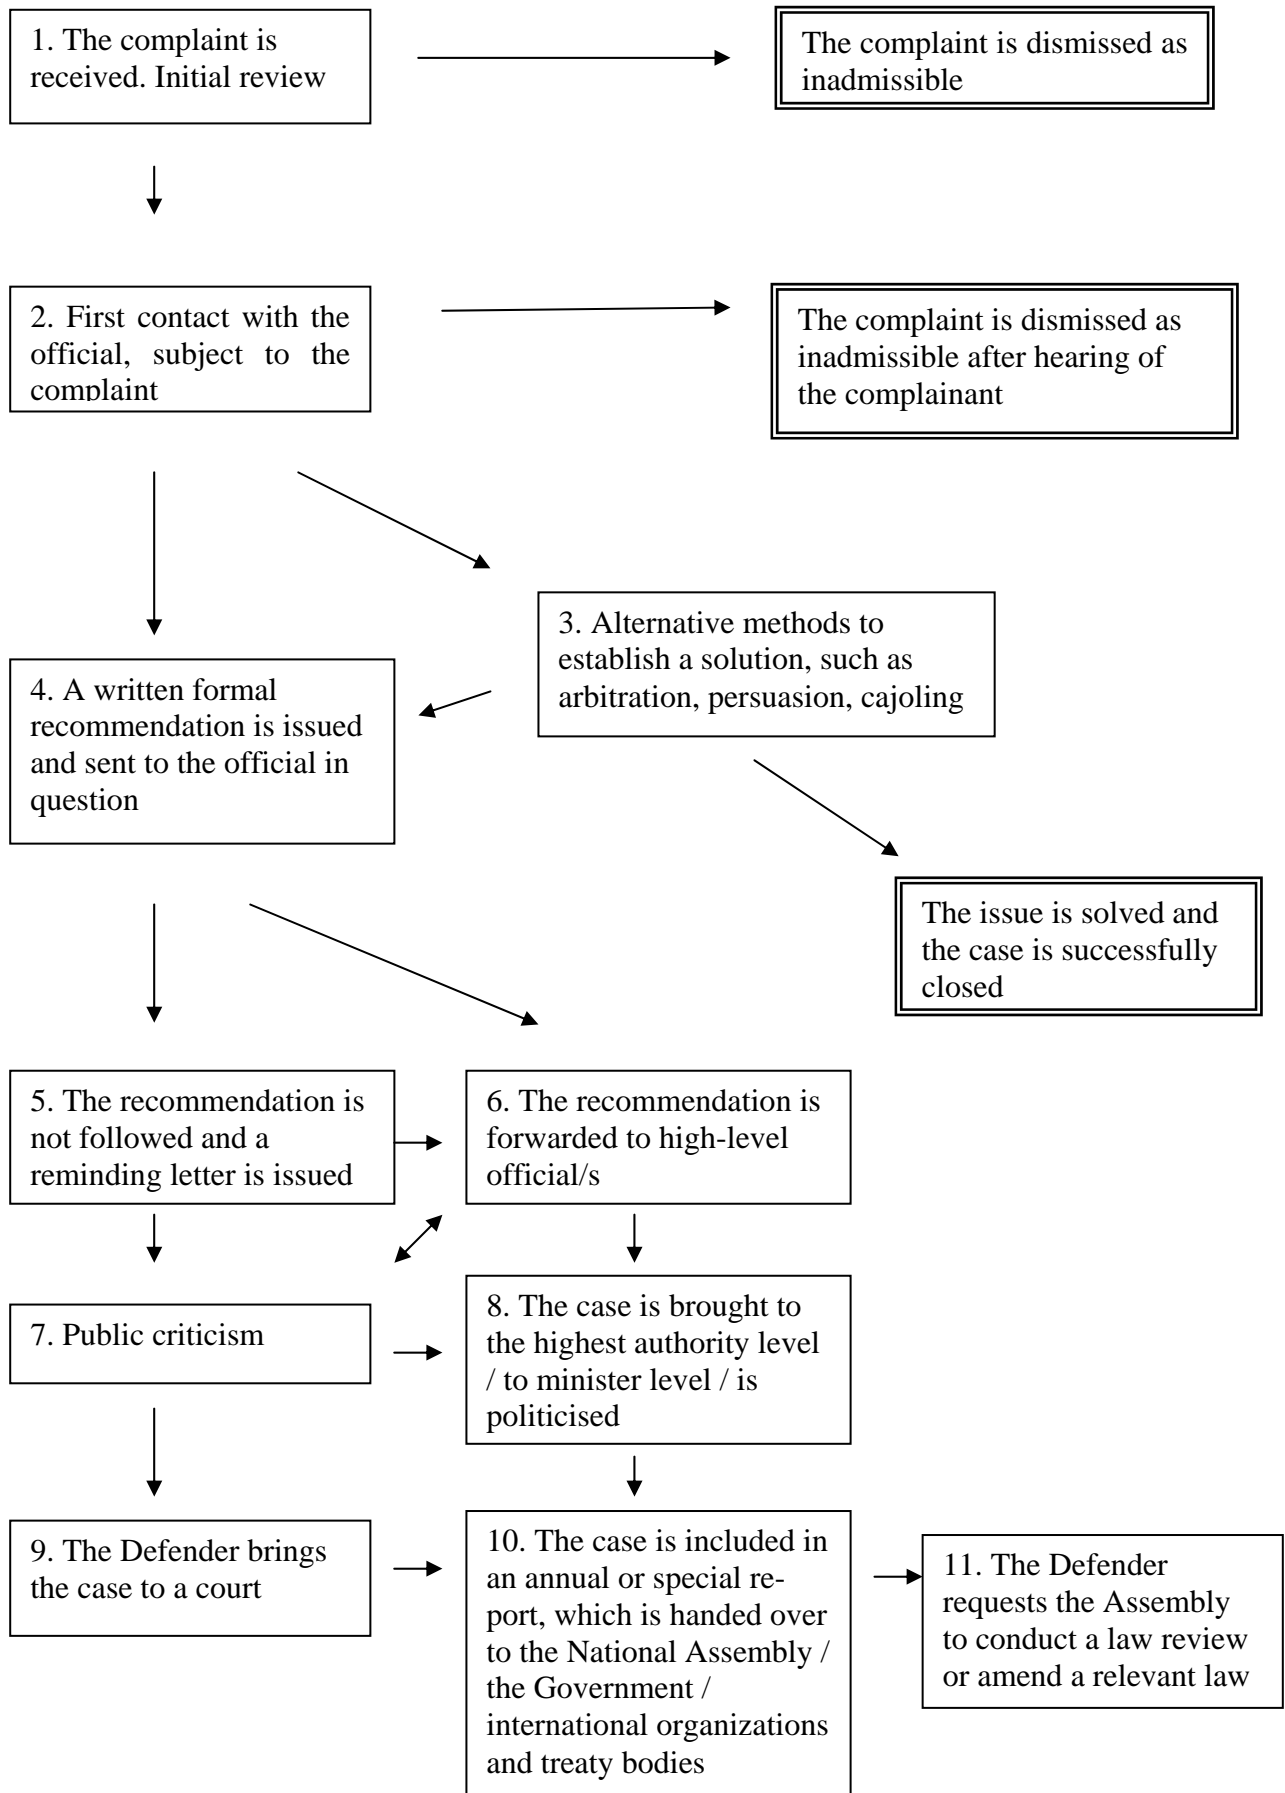 1. The complaint is
received. Initial review
The complaint is dismissed as
inadmissible
2. First contact with the
official, subject to the
complaint
The complaint is dismissed as
inadmissible after hearing of
the complainant
3. Alternative methods to
establish a solution, such as
arbitration, persuasion, cajoling
4. A written formal
recommendation is issued
and sent to the official in
question
The issue is solved and
the case is successfully
closed
5. The recommendation is
not followed and a
reminding letter is issued
6. The recommendation is
forwarded to high-level
official/s
7. Public criticism
8. The case is brought to
the highest authority level
/ to minister level / is
politicised
9. The Defender brings
the case to a court
10. The case is included in
an annual or special re-
port, which is handed over
to the National Assembly /
the Government /
international organizations
and treaty bodies
11. The Defender
requests the Assembly
to conduct a law review
or amend a relevant law